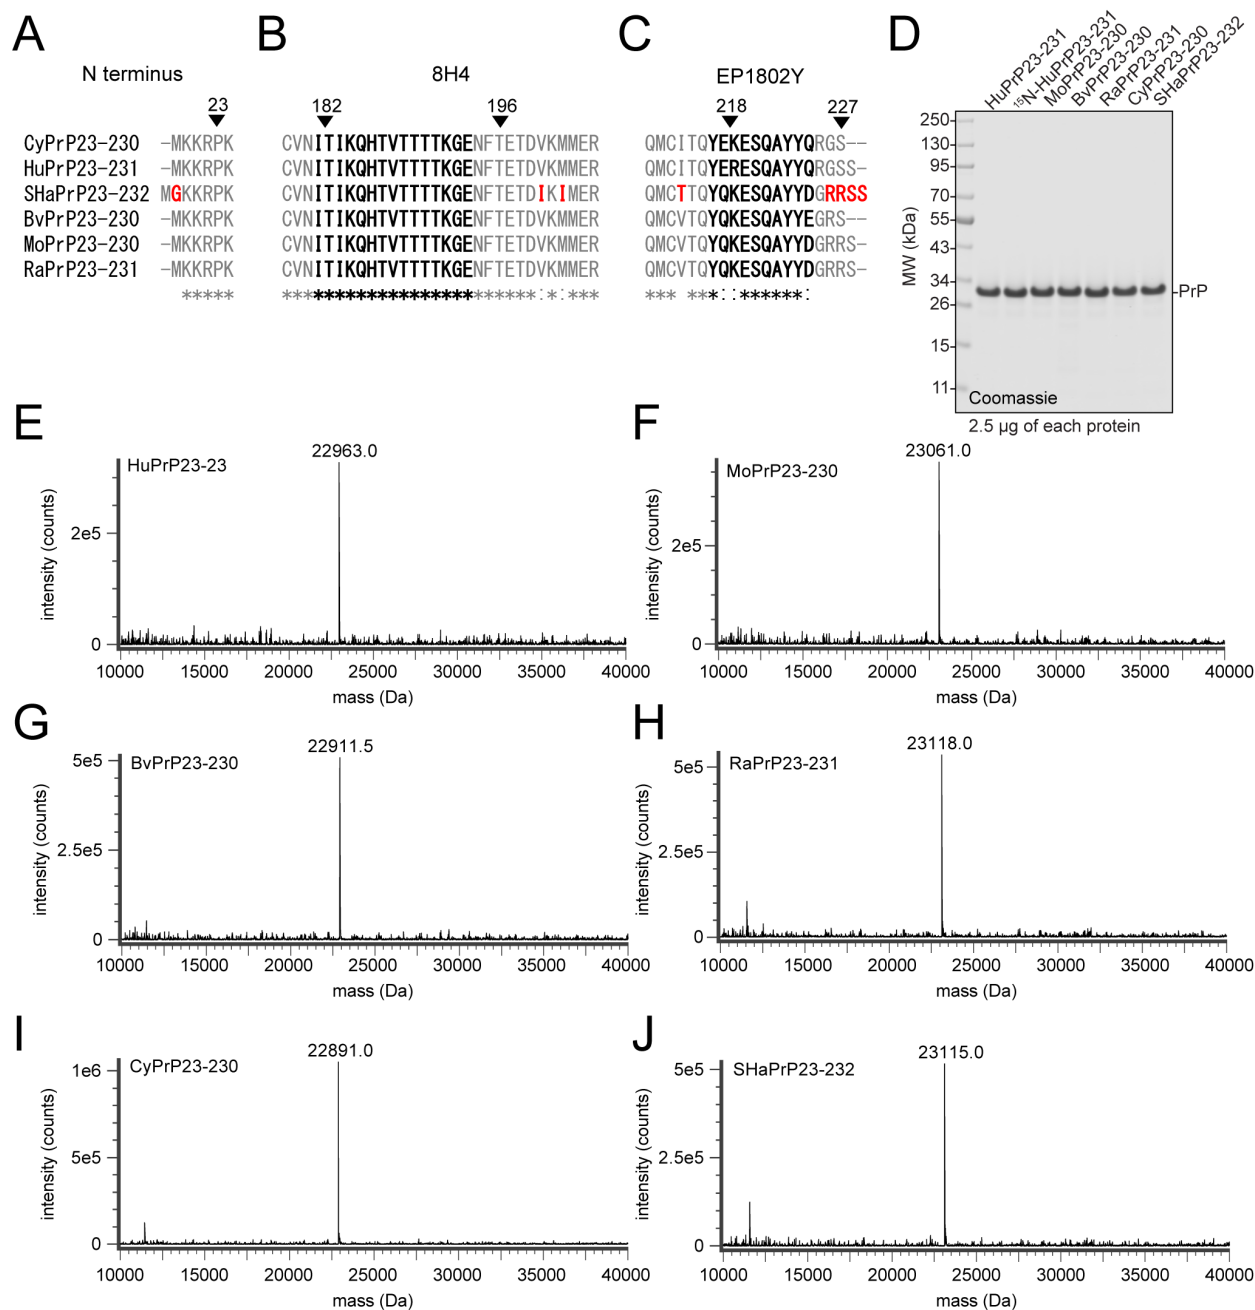 A
N terminus
23
CyPrP23-230 –MKKRPK
HuPrP23-231 –MKKRPK
SHaPrP23-232 MGKKRPK
BvPrP23-230 –MKKRPK
MoPrP23-230 –MKKRPK
RaPrP23-231 –MKKRPK
*****
B
8H4
182 196
CVNITIKQHTVTTTTKGENFTETDVKMMER
CVNITIKQHTVTTTTKGENFTETDVKMMER
CVNITIKQHTVTTTTKGENFTETDIKIMER
CVNITIKQHTVTTTTKGENFTETDVKMMER
CVNITIKQHTVTTTTKGENFTETDVKMMER
CVNITIKQHTVTTTTKGENFTETDVKMMER
************************:*:***
C
EP1802Y
218 227
QMCITQYEKESQAYYQRGS--
QMCITQYERESQAYYQRGSS-
QMCTTQYQKESQAYYDGRRSS
QMCVTQYQKESQAYYEGRS--
QMCVTQYQKESQAYYDGRRS-
QMCVTQYQKESQAYYDGRRS-
*** ***::*******:
D
HuPrP23-231
¹⁵N-HuPrP23-231
MoPrP23-230
BvPrP23-230
RaPrP23-231
CyPrP23-230
SHaPrP23-232
MW (kDa)
250
130
95
70
55
43
34
26
15
11
-PrP
Coomassie
2.5 µg of each protein
E
22963.0
HuPrP23-23
intensity (counts)
2e5
0
10000 15000 20000 25000 30000 35000 40000
mass (Da)
F
23061.0
MoPrP23-230
intensity (counts)
2e5
0
10000 15000 20000 25000 30000 35000 40000
mass (Da)
G
22911.5
BvPrP23-230
intensity (counts)
5e5
2.5e5
0
10000 15000 20000 25000 30000 35000 40000
mass (Da)
H
23118.0
RaPrP23-231
intensity (counts)
5e5
2.5e5
0
10000 15000 20000 25000 30000 35000 40000
mass (Da)
I
22891.0
CyPrP23-230
intensity (counts)
1e6
5e5
0
10000 15000 20000 25000 30000 35000 40000
mass (Da)
J
23115.0
SHaPrP23-232
intensity (counts)
5e5
2.5e5
0
10000 15000 20000 25000 30000 35000 40000
mass (Da)